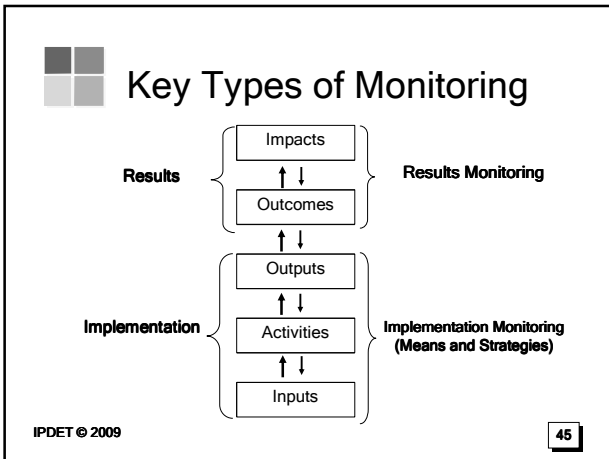 Key Types of Monitoring
Impacts
Results
Results Monitoring
Outcomes
Outputs
Implementation
Activities
Implementation Monitoring
(Means and Strategies)
Inputs
IPDET © 2009
45